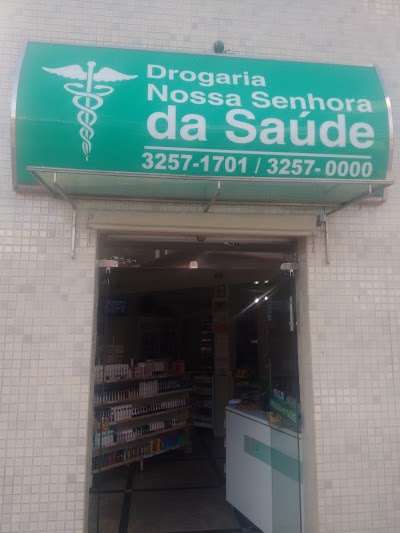 Drogaria
Nossa Senhora
da Saúde
3257-1701 / 3257-0000